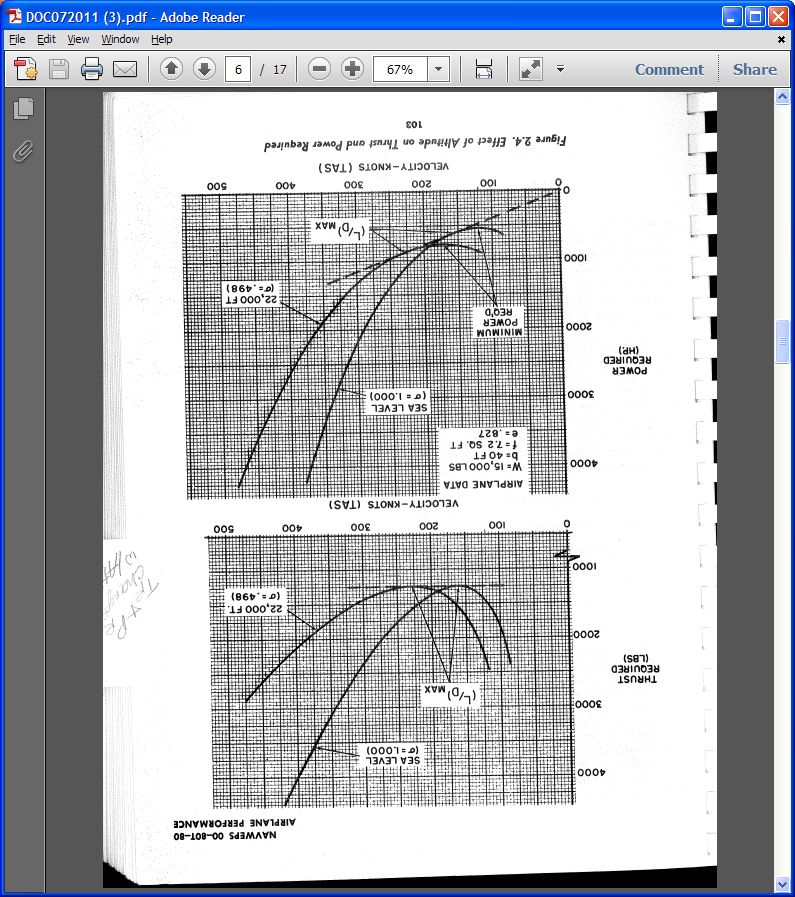 DOC072011 (3).pdf - Adobe Reader
File Edit View Window Help
6 / 17 67% Comment Share
NAVWEPS 00-80T-80
AIRPLANE PERFORMANCE
4000
SEA LEVEL
(σ=1.000)
3000
(L/D) MAX
THRUST
REQUIRED
(LBS)
2000
22,000 FT.
(σ=.498)
1000
0 100 200 300 400 500
VELOCITY-KNOTS (TAS)
AIRPLANE DATA
W=15,000 LBS
b=40 FT
f=7.2 SQ. FT
e=.827
4000
SEA LEVEL
(σ=1.000)
3000
POWER
REQUIRED
(HP)
MINIMUM
POWER
REQ'D
2000
22,000 FT
(σ=.498)
1000
(L/D) MAX
0 100 200 300 400 500
VELOCITY-KNOTS (TAS)
Figure 2.4. Effect of Altitude on Thrust and Power Required
103